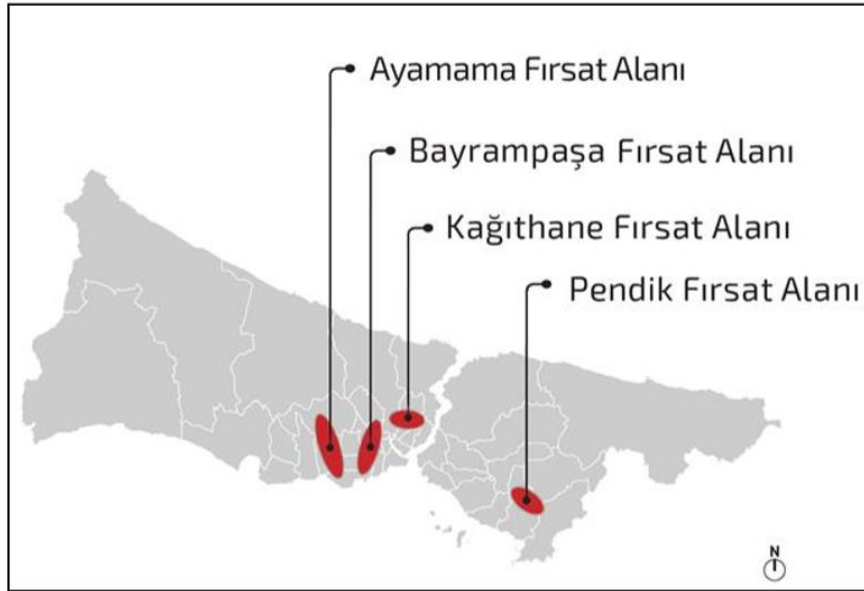 Ayamama Fırsat Alanı
Bayrampaşa Fırsat Alanı
Kağıthane Fırsat Alanı
Pendik Fırsat Alanı
N